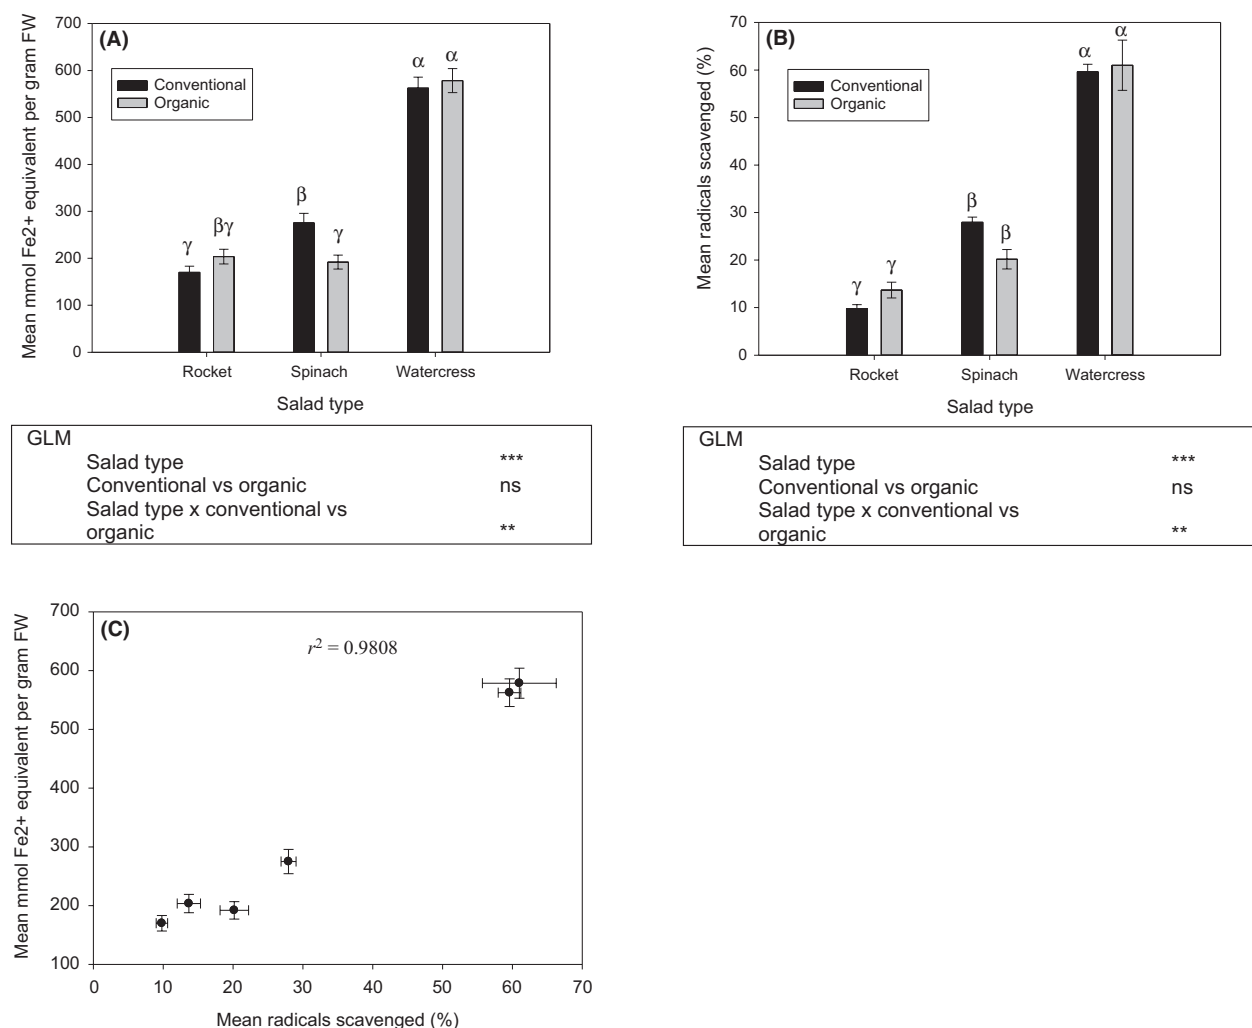 (A)
Mean mmol Fe2+ equivalent per gram FW
700
600
500
400
300
200
100
0
Conventional
Organic
γ
βγ
β
γ
α
α
Rocket
Spinach
Watercress
Salad type
GLM
Salad type ***
Conventional vs organic ns
Salad type x conventional vs
organic **
(B)
Mean radicals scavenged (%)
70
60
50
40
30
20
10
0
Conventional
Organic
γ
γ
β
β
α
α
Rocket
Spinach
Watercress
Salad type
GLM
Salad type ***
Conventional vs organic ns
Salad type x conventional vs
organic **
(C)
Mean mmol Fe2+ equivalent per gram FW
700
600
500
400
300
200
100
r² = 0.9808
0 10 20 30 40 50 60 70
Mean radicals scavenged (%)